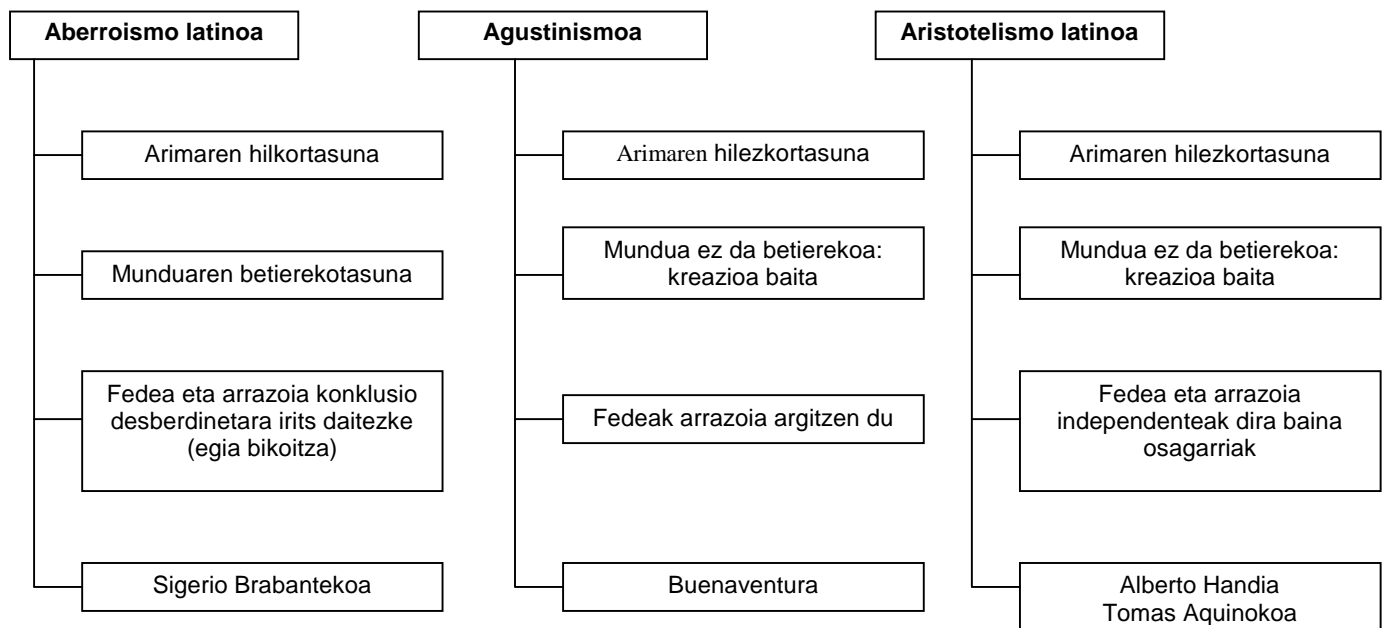 Aberroismo latinoa
Arimaren hilkortasuna
Munduaren betierekotasuna
Fedea eta arrazoia konklusio
desberdinetara irits daitezke
(egia bikoitza)
Sigerio Brabantekoa
Agustinismoa
Arimaren hilezkortasuna
Mundua ez da betierekoa:
kreazioa baita
Fedeak arrazoia argitzen du
Buenaventura
Aristotelismo latinoa
Arimaren hilezkortasuna
Mundua ez da betierekoa:
kreazioa baita
Fedea eta arrazoia
independenteak dira baina
osagarriak
Alberto Handia
Tomas Aquinokoa